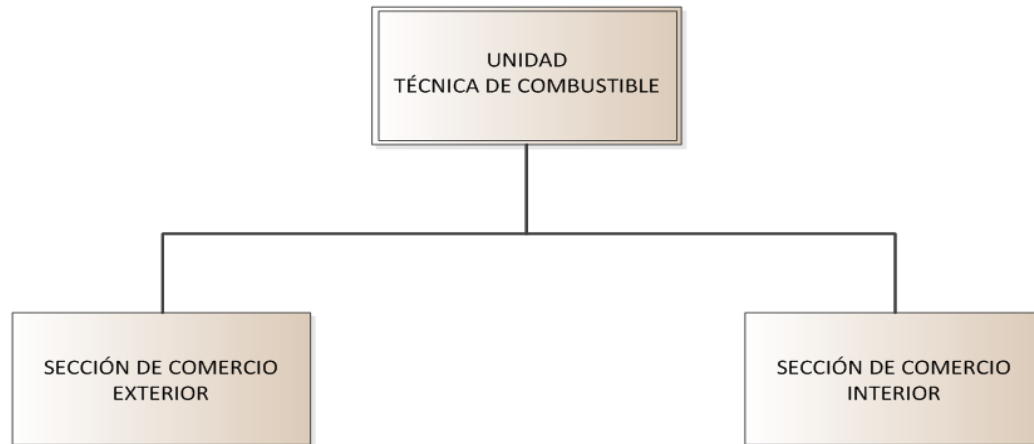 UNIDAD
TÉCNICA DE COMBUSTIBLE
SECCIÓN DE COMERCIO
EXTERIOR
SECCIÓN DE COMERCIO
INTERIOR